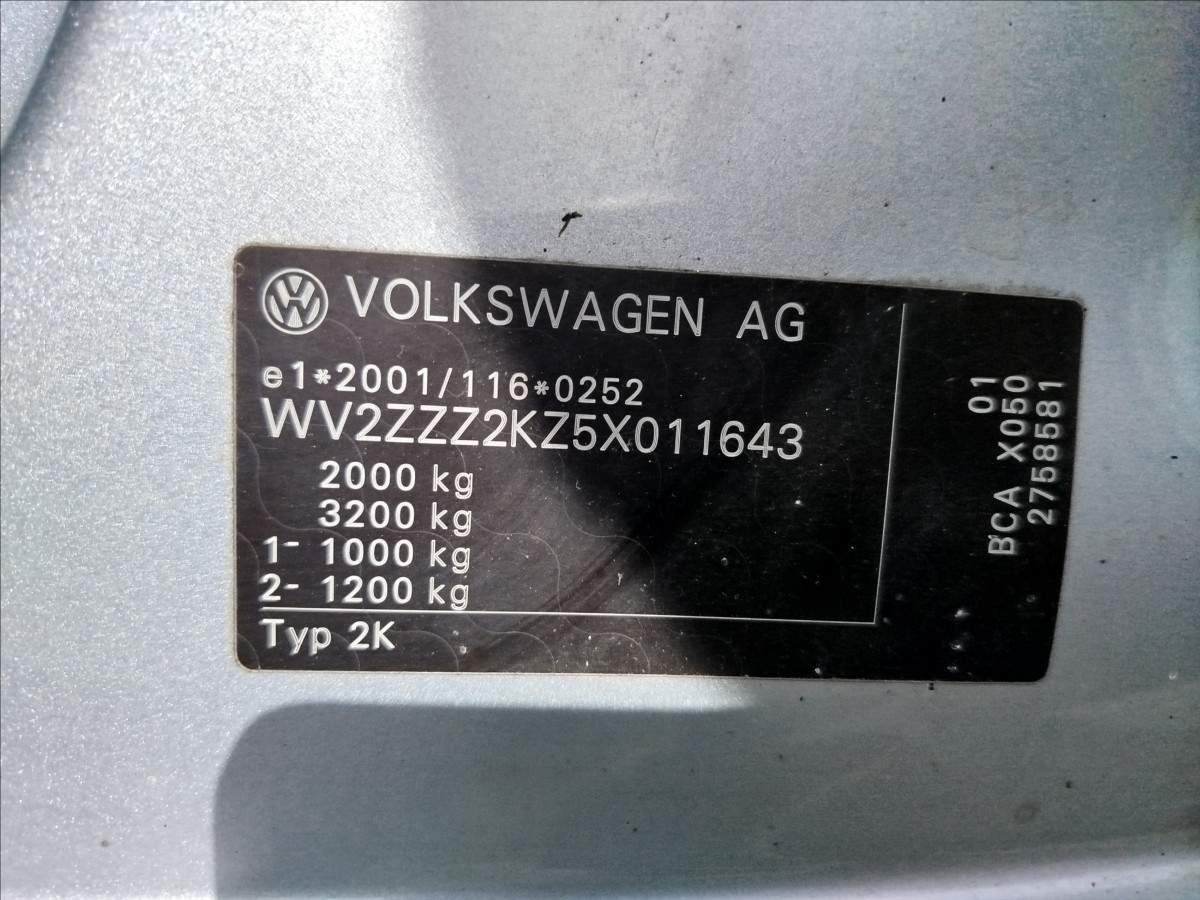 VOLKSWAGEN AG
e1*2001/116*0252
WV2ZZZ2KZ5X011643
2000 kg
3200 kg
1- 1000 kg
2- 1200 kg
Typ 2K
01
BCA X050
2758581